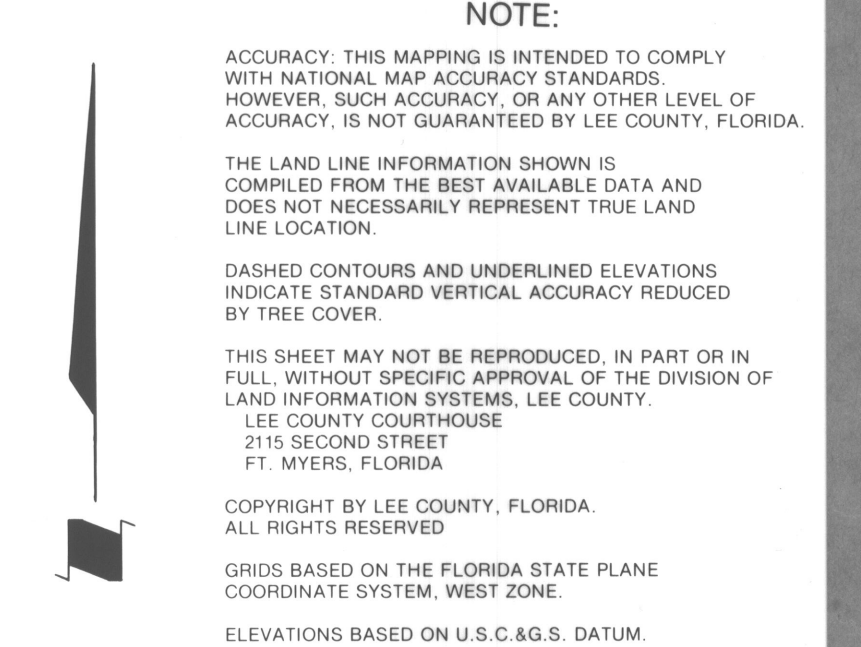 NOTE:
ACCURACY: THIS MAPPING IS INTENDED TO COMPLY
WITH NATIONAL MAP ACCURACY STANDARDS.
HOWEVER, SUCH ACCURACY, OR ANY OTHER LEVEL OF
ACCURACY, IS NOT GUARANTEED BY LEE COUNTY, FLORIDA.
THE LAND LINE INFORMATION SHOWN IS
COMPILED FROM THE BEST AVAILABLE DATA AND
DOES NOT NECESSARILY REPRESENT TRUE LAND
LINE LOCATION.
DASHED CONTOURS AND UNDERLINED ELEVATIONS
INDICATE STANDARD VERTICAL ACCURACY REDUCED
BY TREE COVER.
THIS SHEET MAY NOT BE REPRODUCED, IN PART OR IN
FULL, WITHOUT SPECIFIC APPROVAL OF THE DIVISION OF
LAND INFORMATION SYSTEMS, LEE COUNTY.
LEE COUNTY COURTHOUSE
2115 SECOND STREET
FT. MYERS, FLORIDA
COPYRIGHT BY LEE COUNTY, FLORIDA.
ALL RIGHTS RESERVED
GRIDS BASED ON THE FLORIDA STATE PLANE
COORDINATE SYSTEM, WEST ZONE.
ELEVATIONS BASED ON U.S.C.&G.S. DATUM.